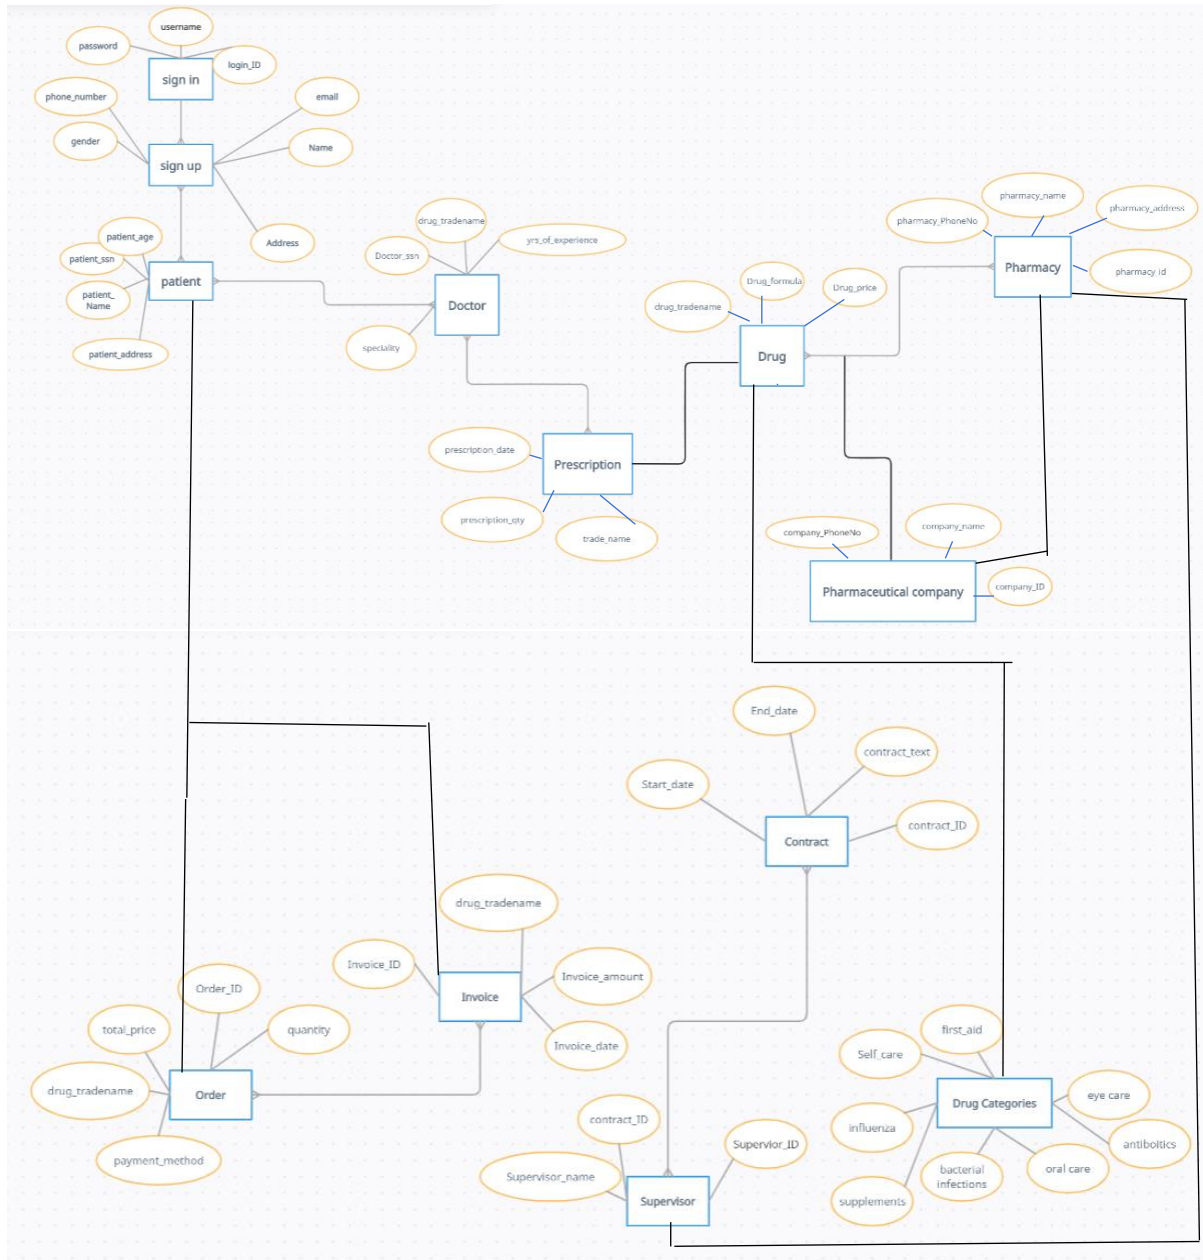 username
password
login_ID
sign in
phone_number
email
gender
Name
sign up
Address
patient_age
patient_ssn
patient
patient_
Name
patient_address
drug_tradename
yrs_of_experience
Doctor_ssn
Doctor
speciality
pharmacy_name
pharmacy_PhoneNo
pharmacy_address
Pharmacy
pharmacy id
Drug_formula
Drug_price
drug_tradename
Drug
prescription_date
Prescription
prescription_qty
trade_name
company_name
company_PhoneNo
Pharmaceutical company
company_ID
End_date
contract_text
Start_date
contract_ID
Contract
drug_tradename
Invoice_ID
Invoice_amount
Invoice
Invoice_date
Order_ID
total_price
quantity
drug_tradename
Order
payment_method
first_aid
Self_care
Drug Categories
eye care
influenza
antiboitics
bacterial
infections
oral care
supplements
contract_ID
Supervior_ID
Supervisor_name
Supervisor